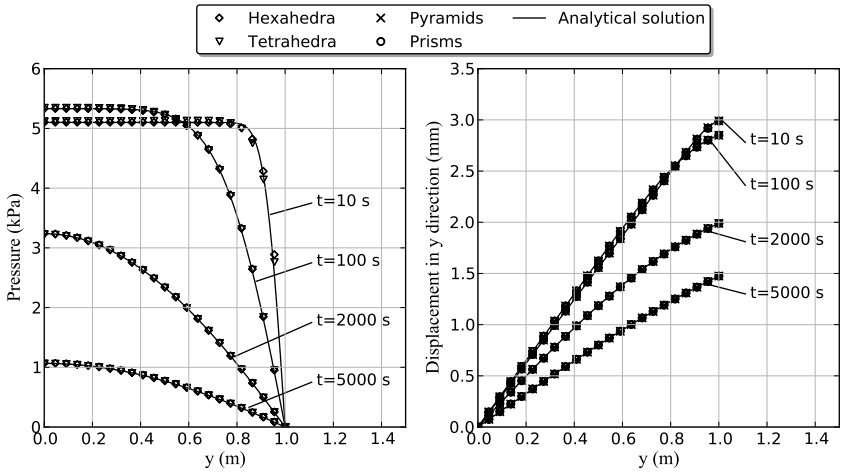 Hexahedra Pyramids Analytical solution
Tetrahedra Prisms
6
5
4
3
2
1
0
Pressure (kPa)
t=10 s
t=100 s
t=2000 s
t=5000 s
0.0 0.2 0.4 0.6 0.8 1.0 1.2 1.4
y (m)
3.5
3.0
2.5
2.0
1.5
1.0
0.5
0.0
Displacement in y direction (mm)
t=10 s
t=100 s
t=2000 s
t=5000 s
0.0 0.2 0.4 0.6 0.8 1.0 1.2 1.4
y (m)